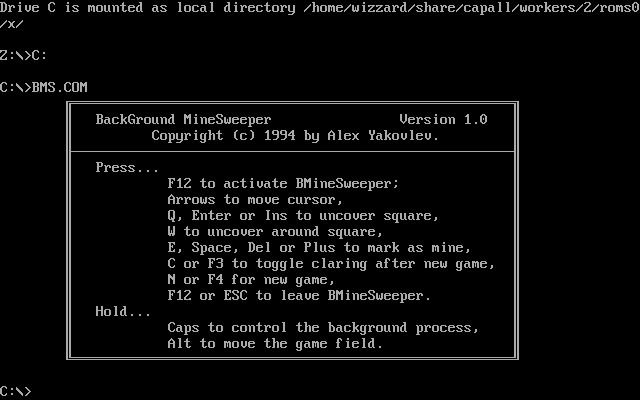 Drive C is mounted as local directory /home/wizzard/share/capall/workers/2/roms0
/x/
Z:\>C:
C:\>BMS.COM
BackGround MineSweeper Version 1.0
Copyright (c) 1994 by Alex Yakovlev.
Press...
F12 to activate BMineSweeper;
Arrows to move cursor,
Q, Enter or Ins to uncover square,
W to uncover around square,
E, Space, Del or Plus to mark as mine,
C or F3 to toggle claring after new game,
N or F4 for new game,
F12 or ESC to leave BMineSweeper.
Hold...
Caps to control the background process,
Alt to move the game field.
C:\>